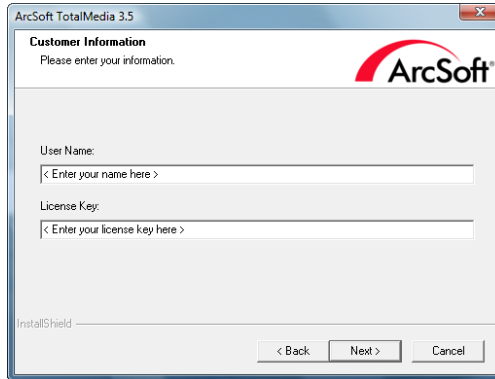 ArcSoft TotalMedia 3.5
Customer Information
Please enter your information.
ArcSoft®
User Name:
< Enter your name here >
License Key:
< Enter your license key here >
InstallShield
< Back Next > Cancel